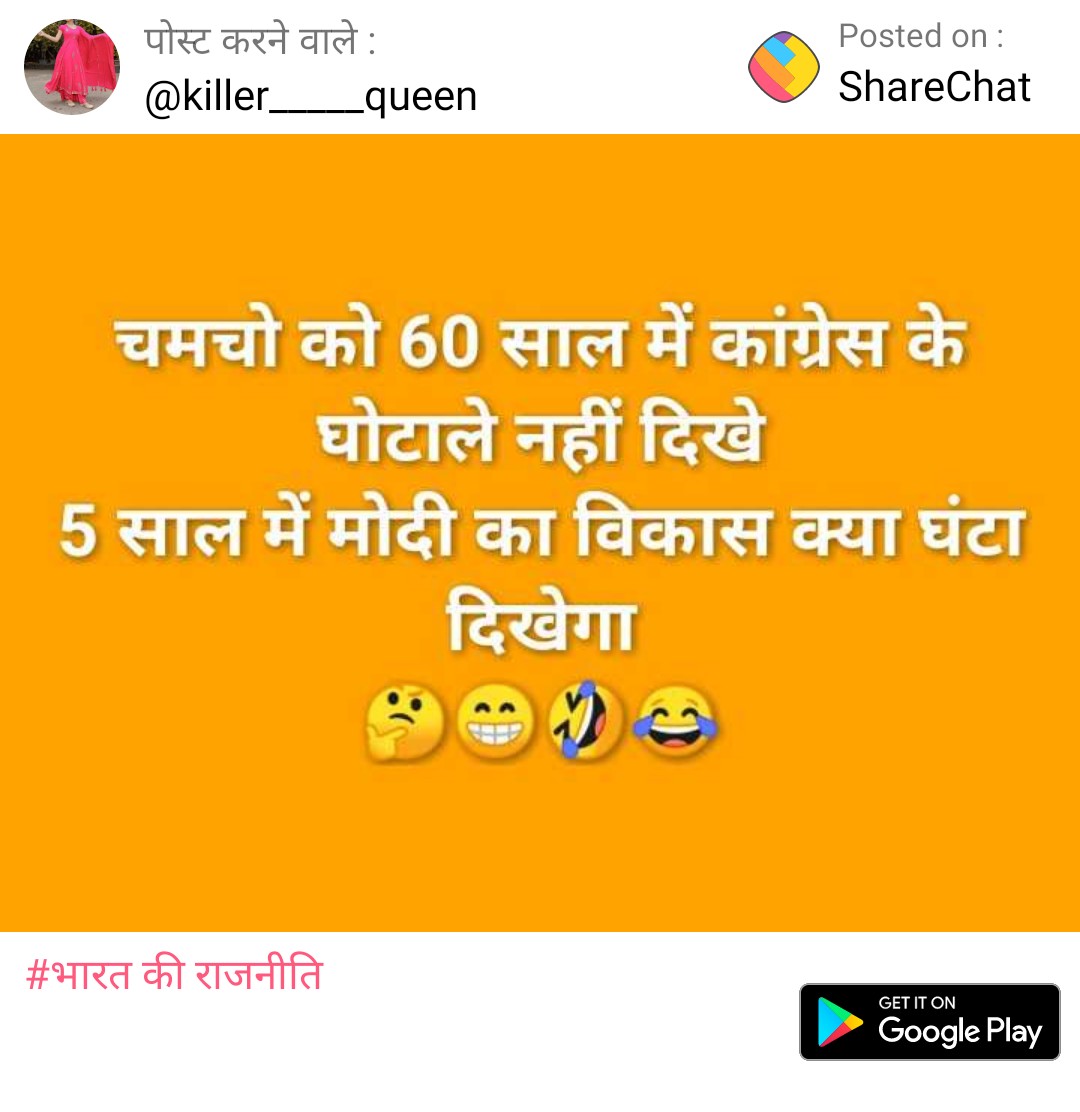 पोस्ट करने वाले :
@killer_____queen
Posted on :
ShareChat
चमचो को 60 साल में कांग्रेस के
घोटाले नहीं दिखे
5 साल में मोदी का विकास क्या घंटा
दिखेगा
🤔😁🤣😂
#भारत की राजनीति
GET IT ON
Google Play